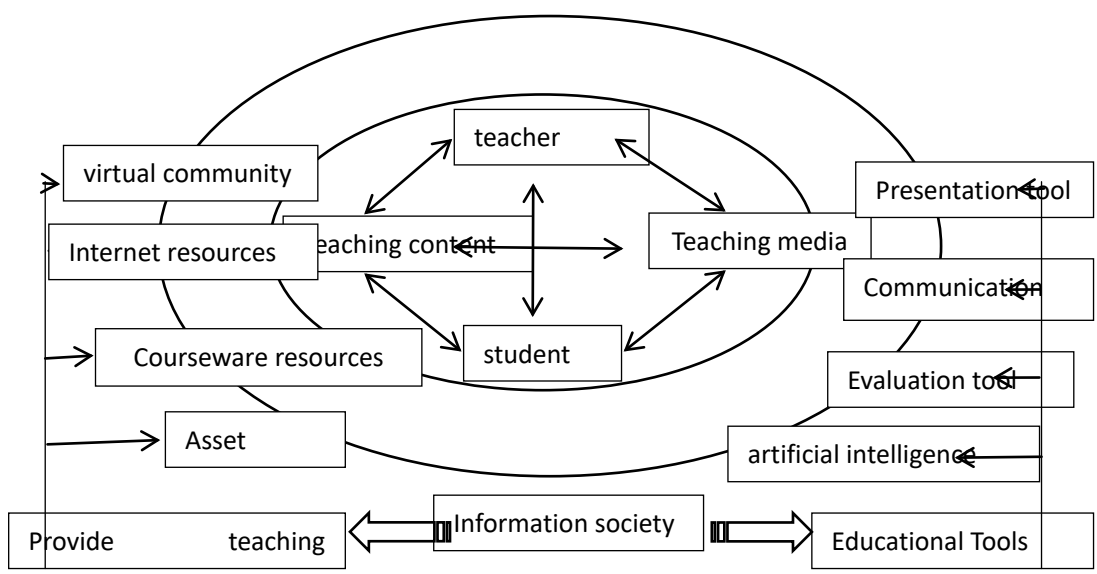 teacher
virtual community
Presentation tool
Internet resources
eaching content
Teaching media
Communication
Courseware resources
student
Evaluation tool
Asset
artificial intelligence
Information society
Provide teaching
Educational Tools